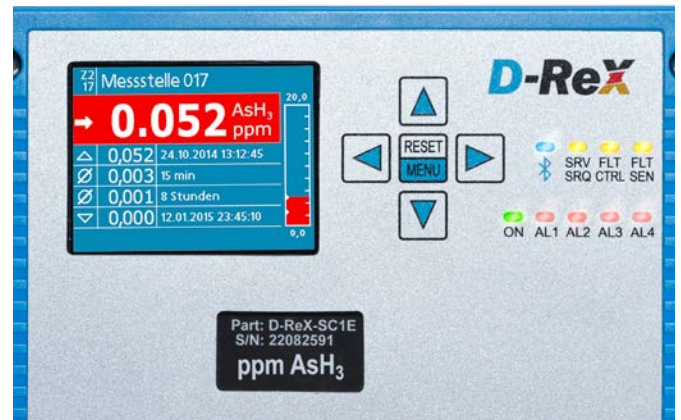 Z2
17
Messstelle 017
0.052 AsH₃
ppm
20,0
0,052 24.10.2014 13:12:45
0,003 15 min
0,001 8 Stunden
0,000 12.01.2015 23:45:10
0,0
RESET
MENU
D-ReX
SRV FLT FLT
SRQ CTRL SEN
ON AL1 AL2 AL3 AL4
Part: D-ReX-SC1E
S/N: 22082591
ppm AsH₃